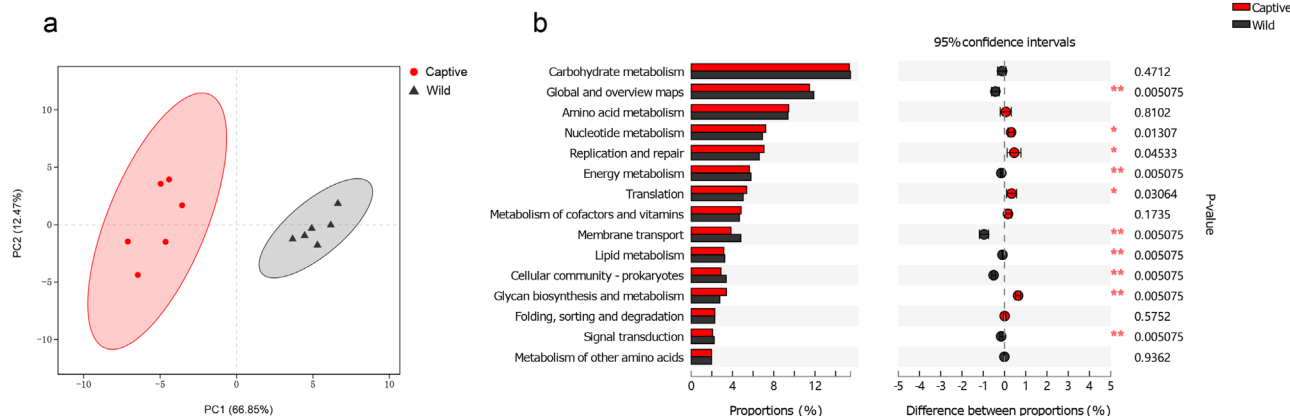 a
Captive
Wild
10
5
0
−5
−10
PC2 (12.47%)
−10
−5
0
5
10
PC1 (66.85%)
b
Captive
Wild
95% confidence intervals
Carbohydrate metabolism 0.4712
Global and overview maps ** 0.005075
Amino acid metabolism 0.8102
Nucleotide metabolism * 0.01307
Replication and repair * 0.04533
Energy metabolism ** 0.005075
Translation * 0.03064
Metabolism of cofactors and vitamins 0.1735
Membrane transport ** 0.005075
Lipid metabolism ** 0.005075
Cellular community - prokaryotes ** 0.005075
Glycan biosynthesis and metabolism ** 0.005075
Folding, sorting and degradation 0.5752
Signal transduction ** 0.005075
Metabolism of other amino acids 0.9362
P-value
0 4 8 12
Proportions (%)
-5 -4 -3 -2 -1 0 1 2 3 4 5
Difference between proportions (%)